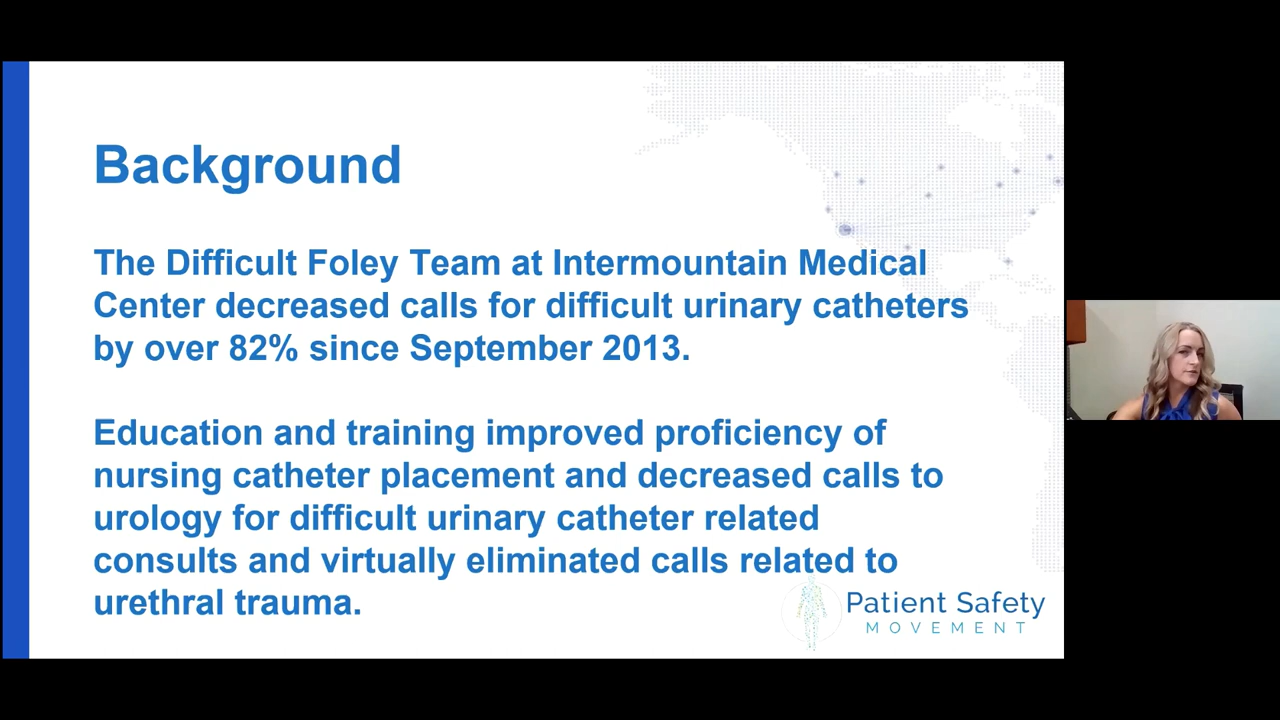 Background
The Difficult Foley Team at Intermountain Medical
Center decreased calls for difficult urinary catheters
by over 82% since September 2013.
Education and training improved proficiency of
nursing catheter placement and decreased calls to
urology for difficult urinary catheter related
consults and virtually eliminated calls related to
urethral trauma.
Patient Safety
MOVEMENT